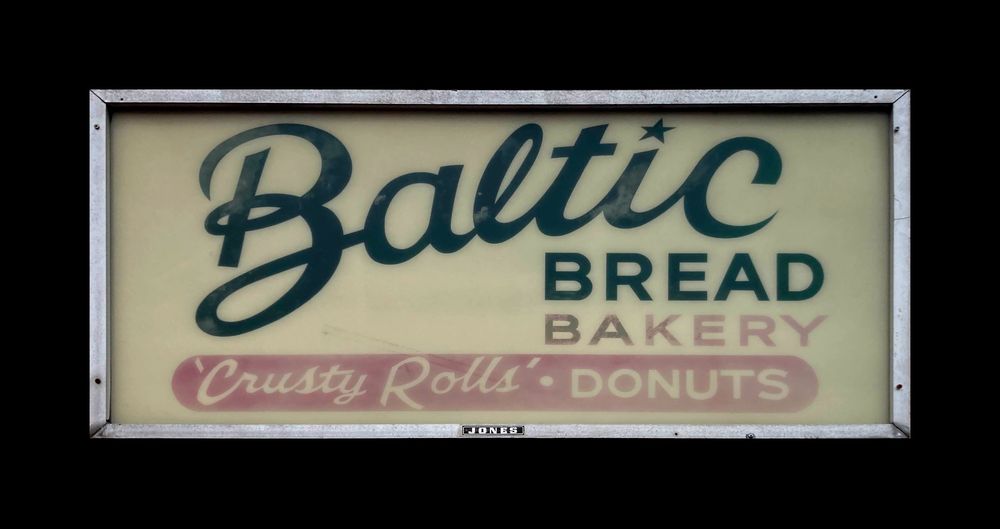 Baltic
BREAD
BAKERY
'Crusty Rolls' • DONUTS
JONES